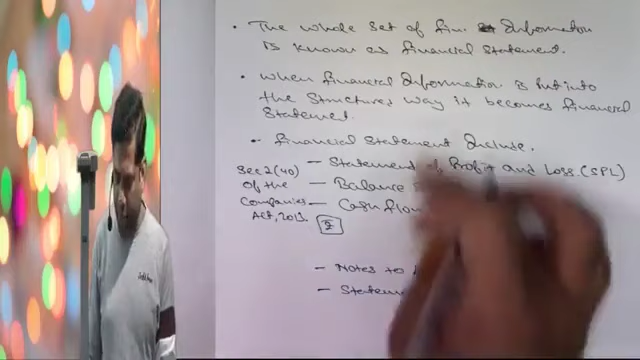 • The whole set of fin. Information
is known as financial statement.
• When financial Information is put into
the structured way it becomes financial
statement.
• financial statement Include.
— Statement of Profit and Loss. (SPL)
Sec 2(40)
of the
Companies
Act, 2013.
— Balance
— Cash flow
— Notes to
— Statem